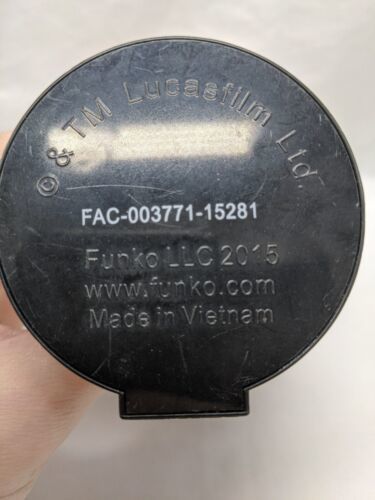 © & TM Lucasfilm Ltd.
FAC-003771-15281
Funko LLC 2015
www.funko.com
Made in Vietnam